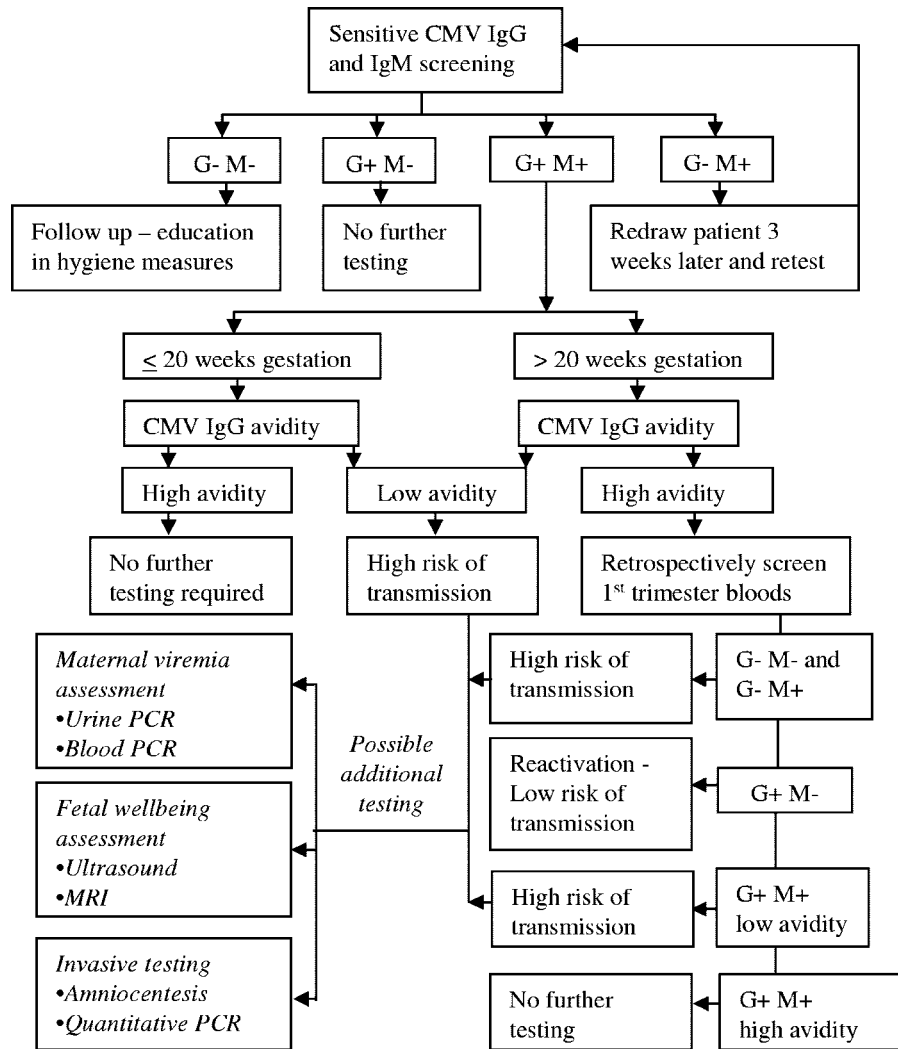 Sensitive CMV IgG
and IgM screening
G- M-
G+ M-
G+ M+
G- M+
Follow up – education
in hygiene measures
No further
testing
Redraw patient 3
weeks later and retest
≤ 20 weeks gestation
> 20 weeks gestation
CMV IgG avidity
CMV IgG avidity
High avidity
Low avidity
High avidity
No further
testing required
High risk of
transmission
Retrospectively screen
1st trimester bloods
Maternal viremia
assessment
•Urine PCR
•Blood PCR
High risk of
transmission
G- M- and
G- M+
Possible
additional
testing
Reactivation -
Low risk of
transmission
G+ M-
Fetal wellbeing
assessment
•Ultrasound
•MRI
High risk of
transmission
G+ M+
low avidity
Invasive testing
•Amniocentesis
•Quantitative PCR
No further
testing
G+ M+
high avidity